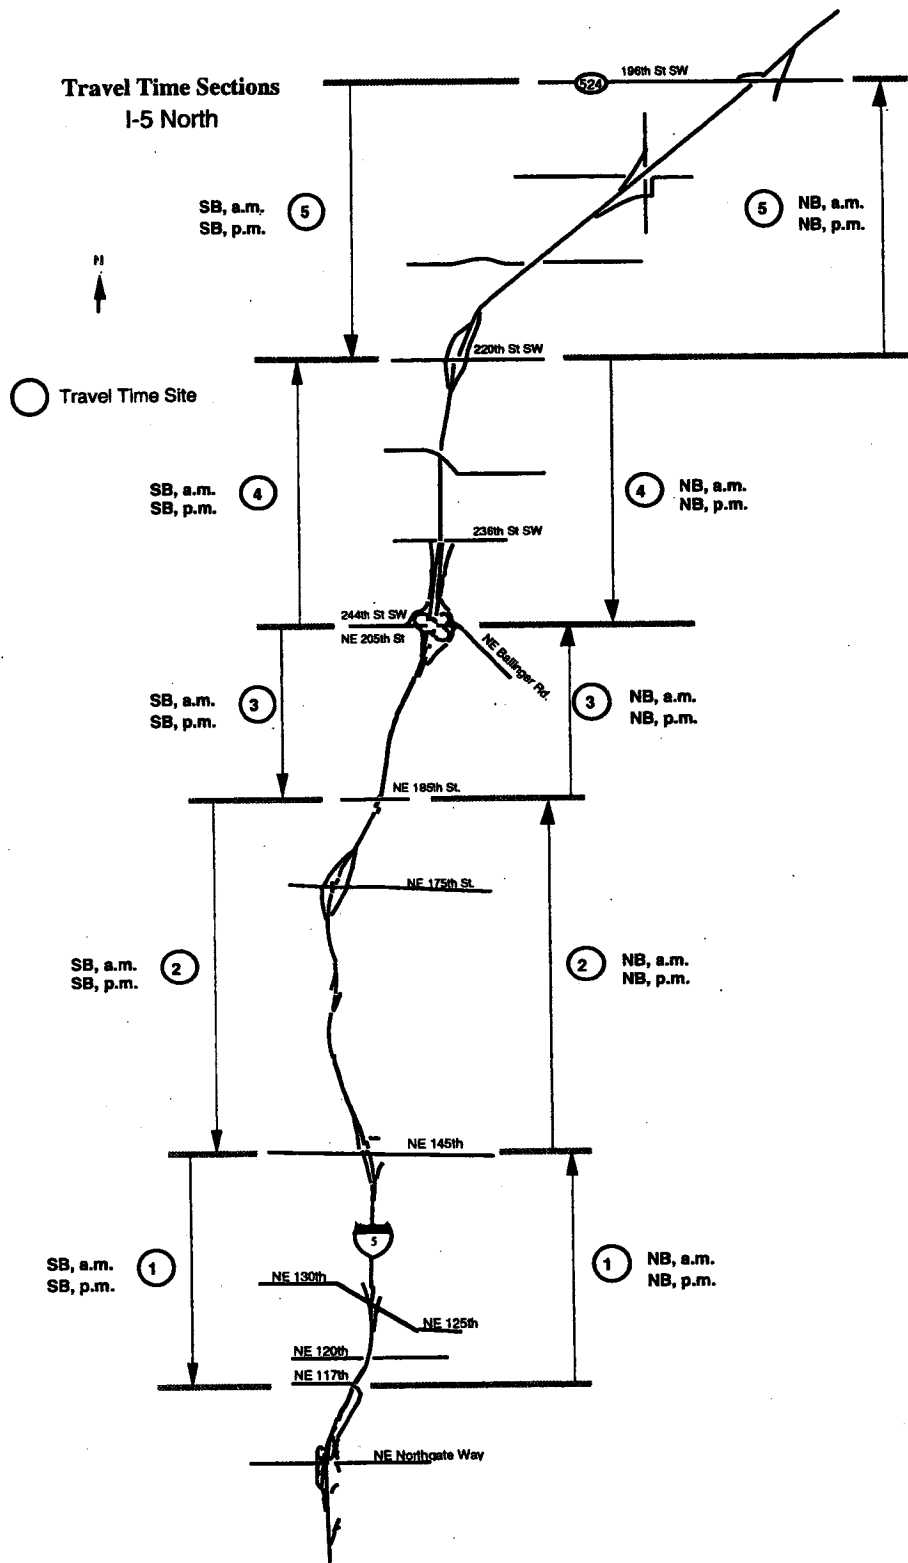 Travel Time Sections
I-5 North
196th St SW
524
SB, a.m.
SB, p.m.
5
5
NB, a.m.
NB, p.m.
N
220th St SW
Travel Time Site
SB, a.m.
SB, p.m.
4
4
NB, a.m.
NB, p.m.
236th St SW
244th St SW
NE 205th St
NE Ballinger Rd.
SB, a.m.
SB, p.m.
3
3
NB, a.m.
NB, p.m.
NE 185th St.
NE 175th St.
SB, a.m.
SB, p.m.
2
2
NB, a.m.
NB, p.m.
NE 145th
5
SB, a.m.
SB, p.m.
1
1
NB, a.m.
NB, p.m.
NE 130th
NE 125th
NE 120th
NE 117th
NE Northgate Way